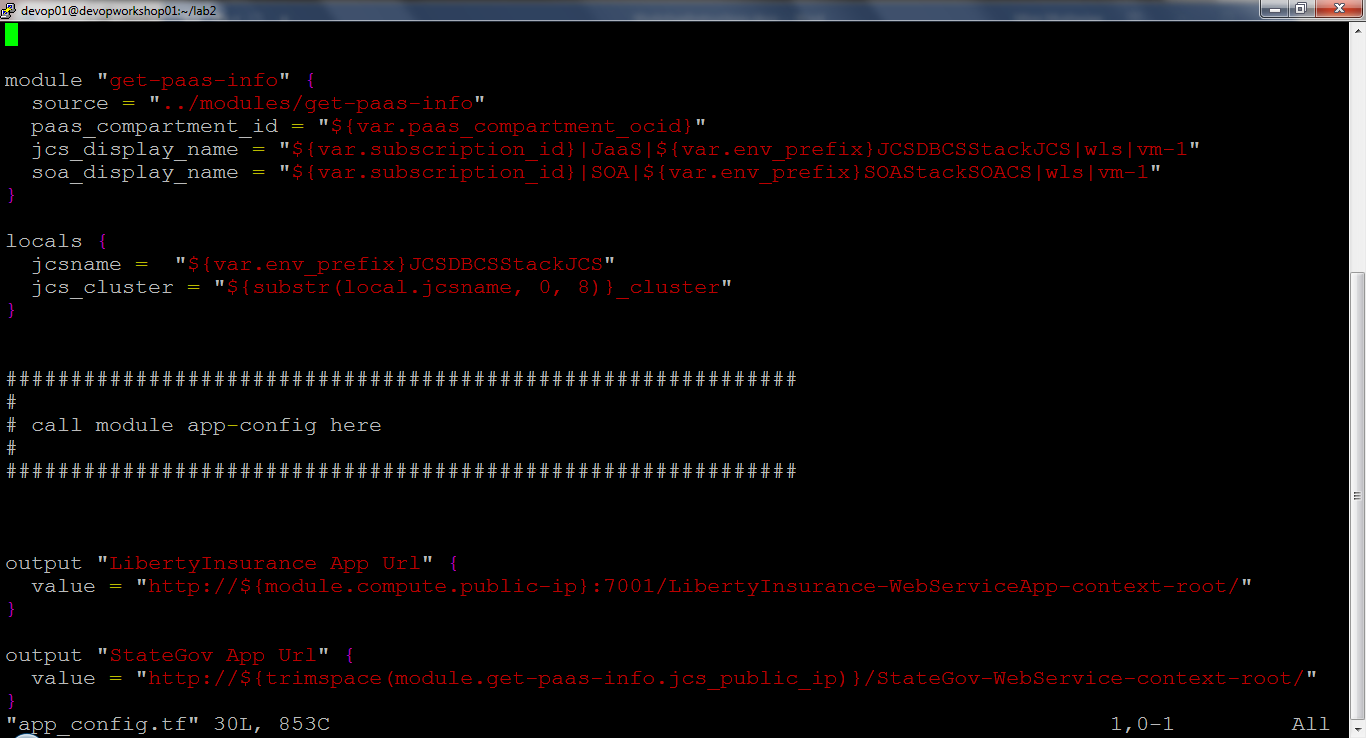 devop01@devopworkshop01:~/lab2
module "get-paas-info" {
  source = "../modules/get-paas-info"
  paas_compartment_id = "${var.paas_compartment_ocid}"
  jcs_display_name = "${var.subscription_id}|JaaS|${var.env_prefix}JCSDBCSStackJCS|wls|vm-1"
  soa_display_name = "${var.subscription_id}|SOA|${var.env_prefix}SOAStackSOACS|wls|vm-1"
}
locals {
  jcsname =  "${var.env_prefix}JCSDBCSStackJCS"
  jcs_cluster = "${substr(local.jcsname, 0, 8)}_cluster"
}
#############################################################
#
# call module app-config here
#
#############################################################
output "LibertyInsurance App Url" {
  value = "http://${module.compute.public-ip}:7001/LibertyInsurance-WebServiceApp-context-root/"
}
output "StateGov App Url" {
  value = "http://${trimspace(module.get-paas-info.jcs_public_ip)}/StateGov-WebService-context-root/"
}
"app_config.tf" 30L, 853C 1,0-1 All